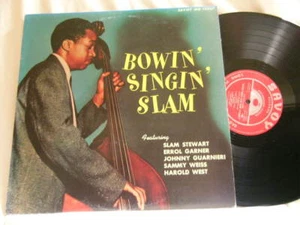 BOWIN'
SINGIN'
SLAM
Featuring
SLAM STEWART
ERROL GARNER
JOHNNY GUARNIERI
SAMMY WEISS
HAROLD WEST
SAVOY